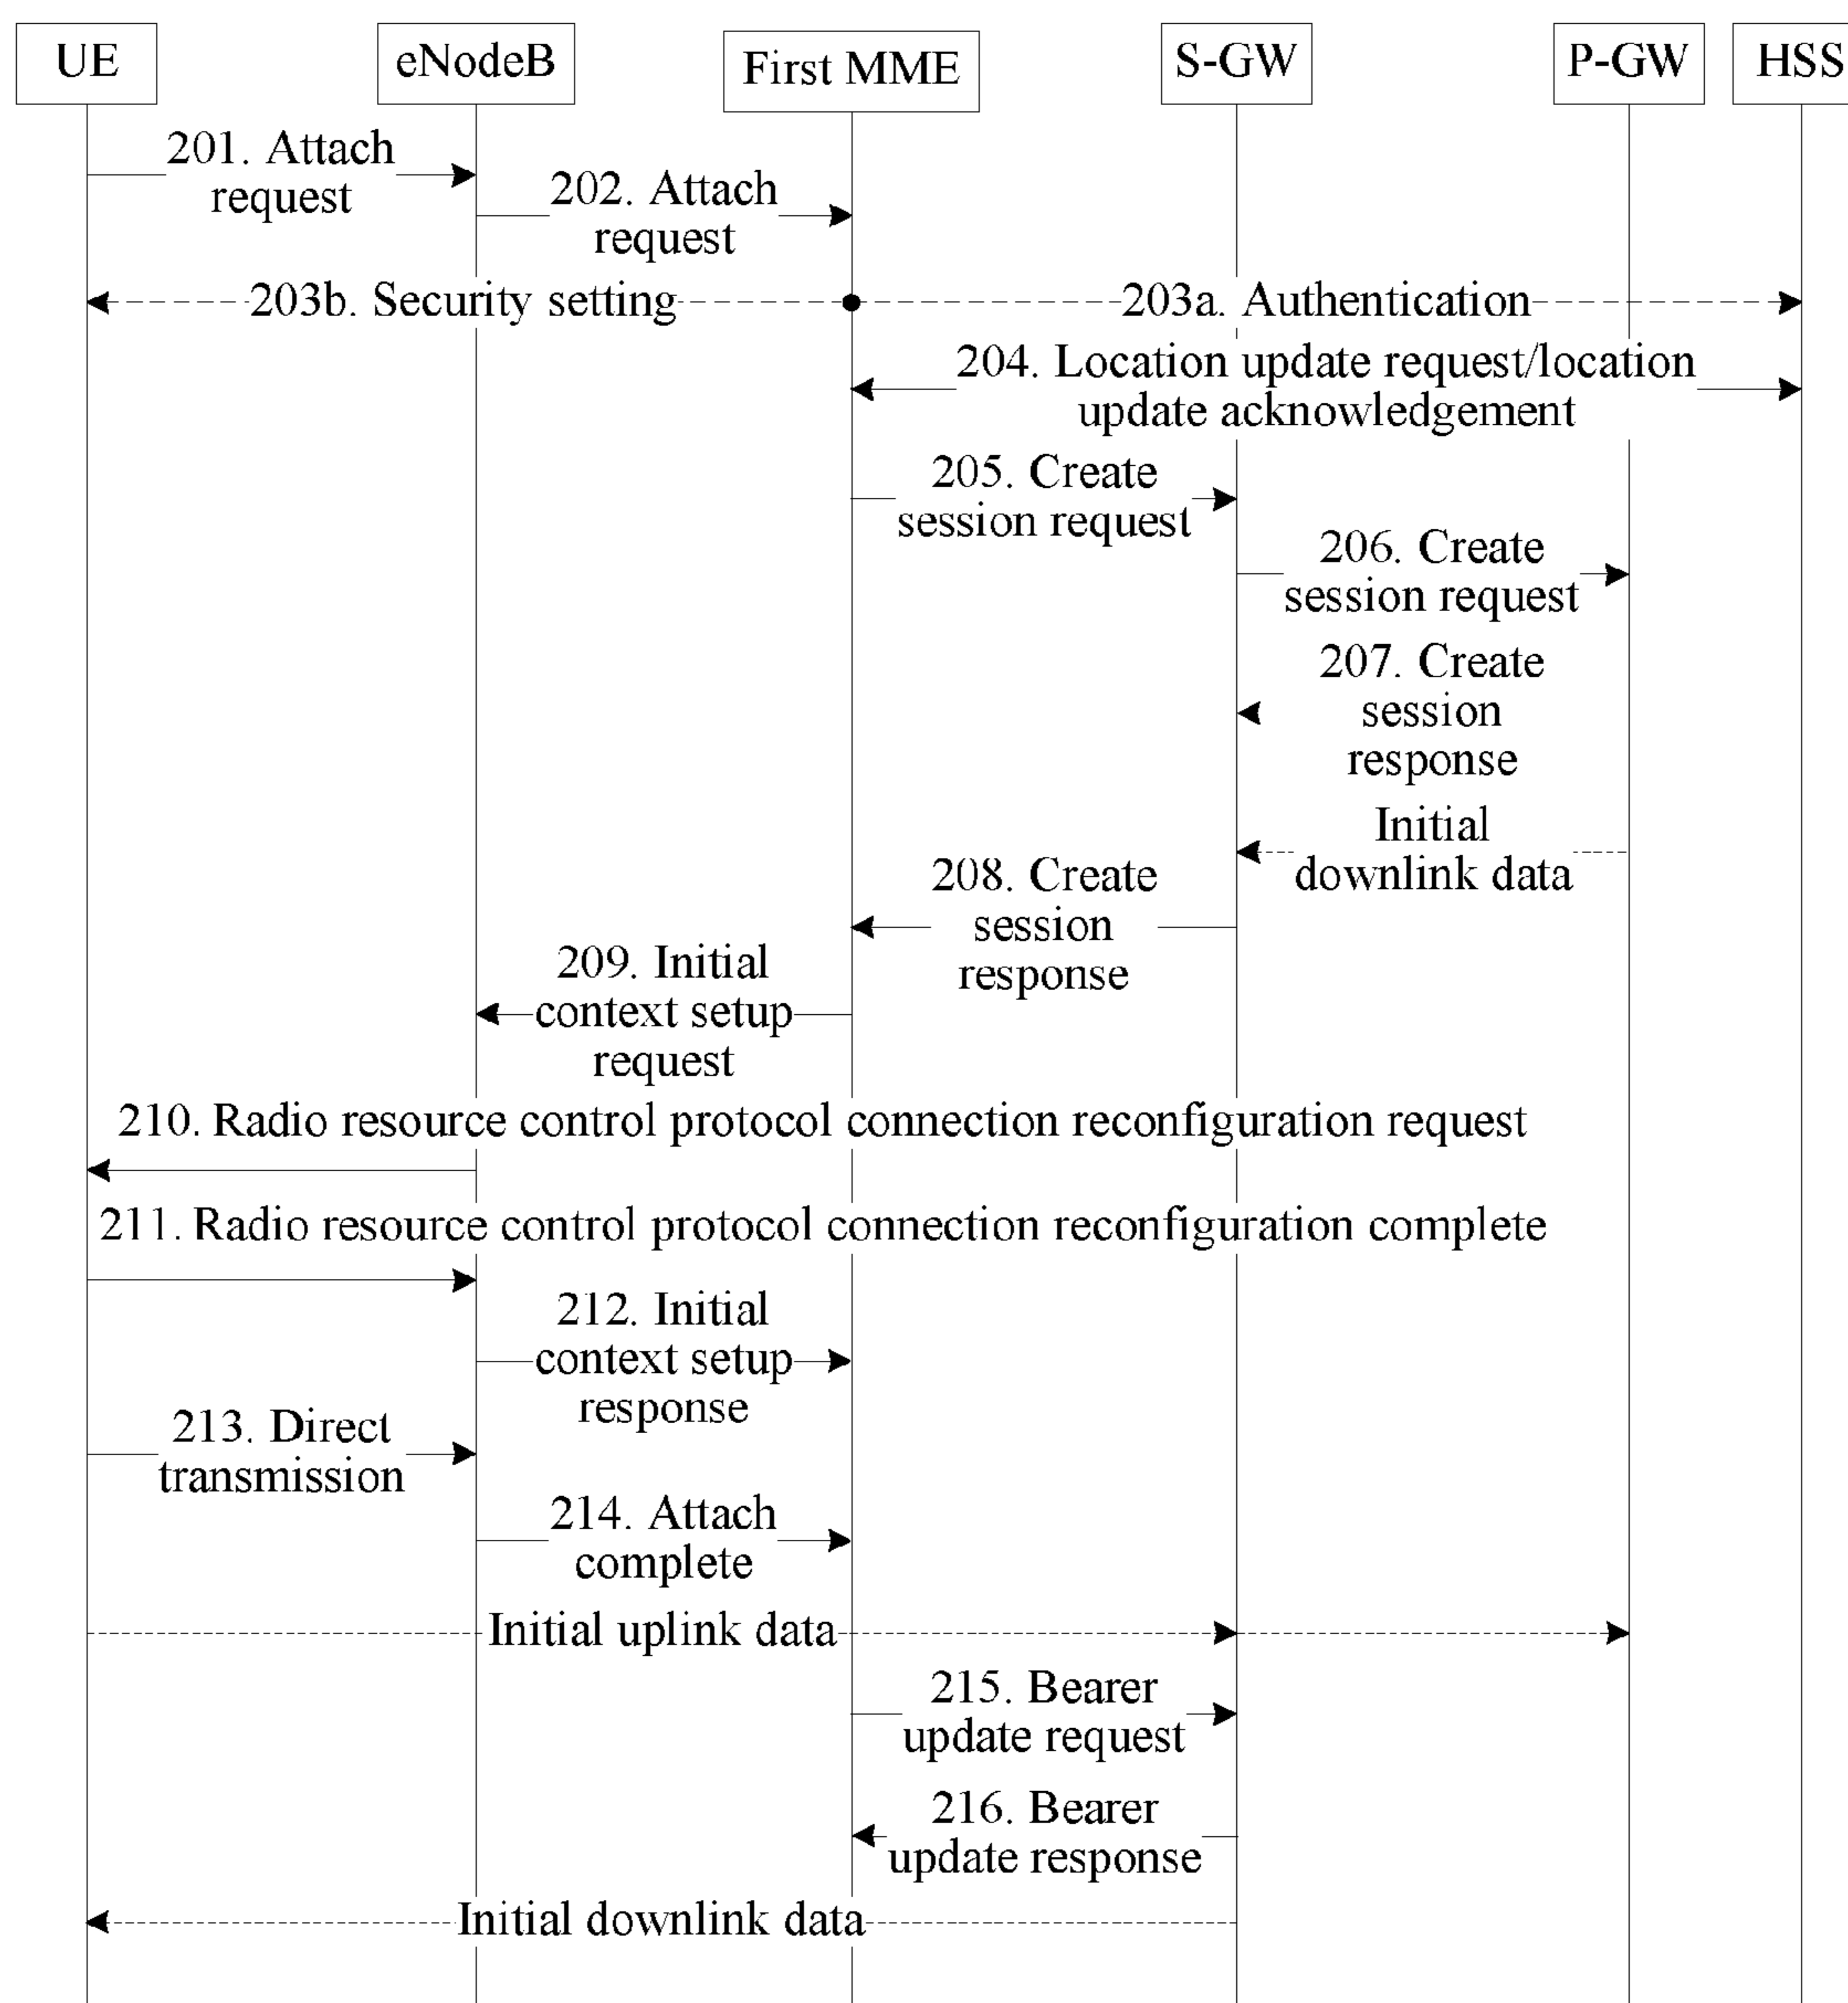 UE
eNodeB
First MME
S-GW
P-GW
HSS
201. Attach
request
202. Attach
request
203b. Security setting
203a. Authentication
204. Location update request/location
update acknowledgement
205. Create
session request
206. Create
session request
207. Create
session
response
Initial
downlink data
208. Create
session
response
209. Initial
context setup
request
210. Radio resource control protocol connection reconfiguration request
211. Radio resource control protocol connection reconfiguration complete
212. Initial
context setup
response
213. Direct
transmission
214. Attach
complete
Initial uplink data
215. Bearer
update request
216. Bearer
update response
Initial downlink data